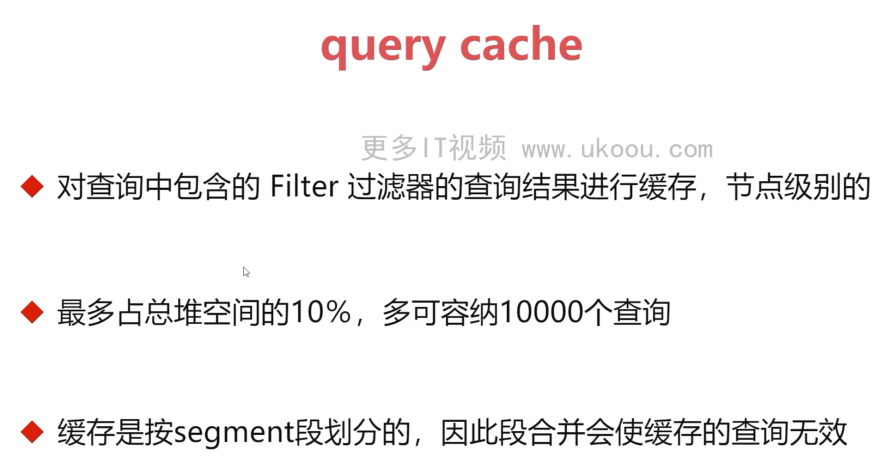 query cache
更多IT视频 www.ukoou.com
对查询中包含的 Filter 过滤器的查询结果进行缓存，节点级别的
最多占总堆空间的10%，多可容纳10000个查询
缓存是按segment段划分的，因此段合并会使缓存的查询无效